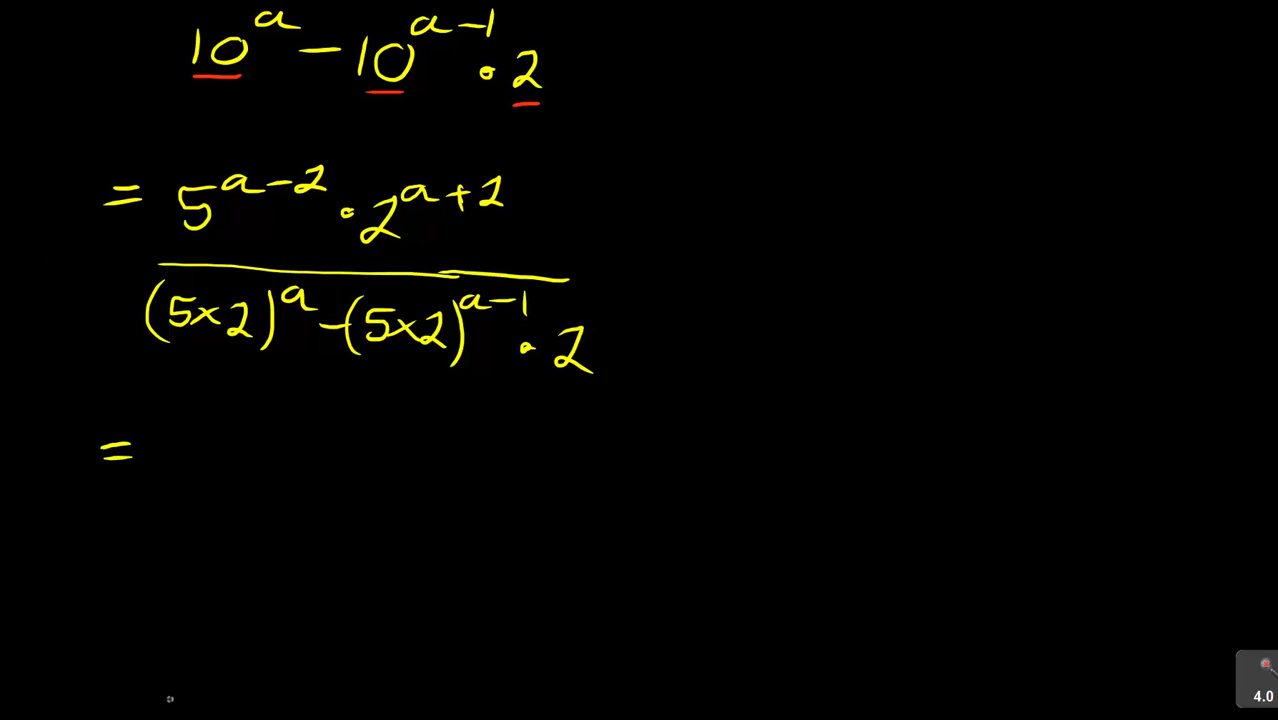 10^a - 10^{a-1} · 2
= 5^{a-2} · 2^{a+2}
(5×2)^a - (5×2)^{a-1} · 2
=
4.0